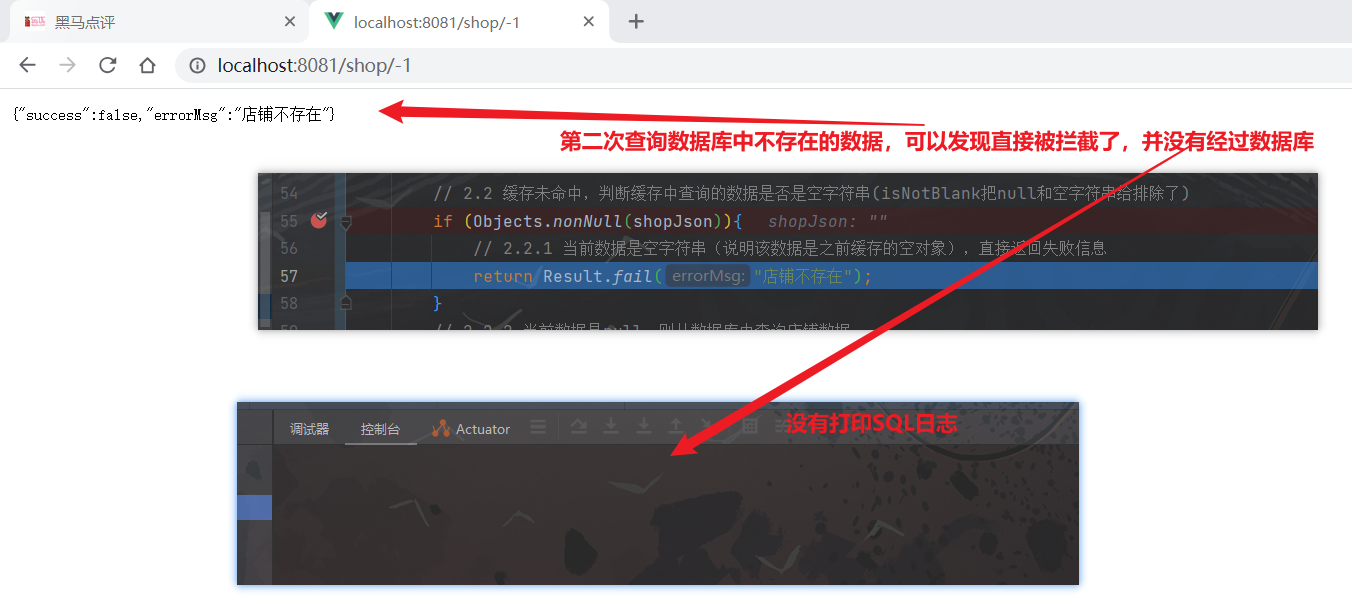 黑马点评
localhost:8081/shop/-1
localhost:8081/shop/-1
{"success":false,"errorMsg":"店铺不存在"}
第二次查询数据库中不存在的数据，可以发现直接被拦截了，并没有经过数据库
54 // 2.2 缓存未命中，判断缓存中查询的数据是否是空字符串(isNotBlank把null和空字符串给排除了)
55 if (Objects.nonNull(shopJson)){ shopJson: ""
56 // 2.2.1 当前数据是空字符串（说明该数据是之前缓存的空对象），直接返回失败信息
57 return Result.fail( errorMsg: "店铺不存在");
58 }
59 // 2.2.2 当前数据是null，则从数据库中查询店铺数据
没有打印SQL日志
调试器 控制台 Actuator